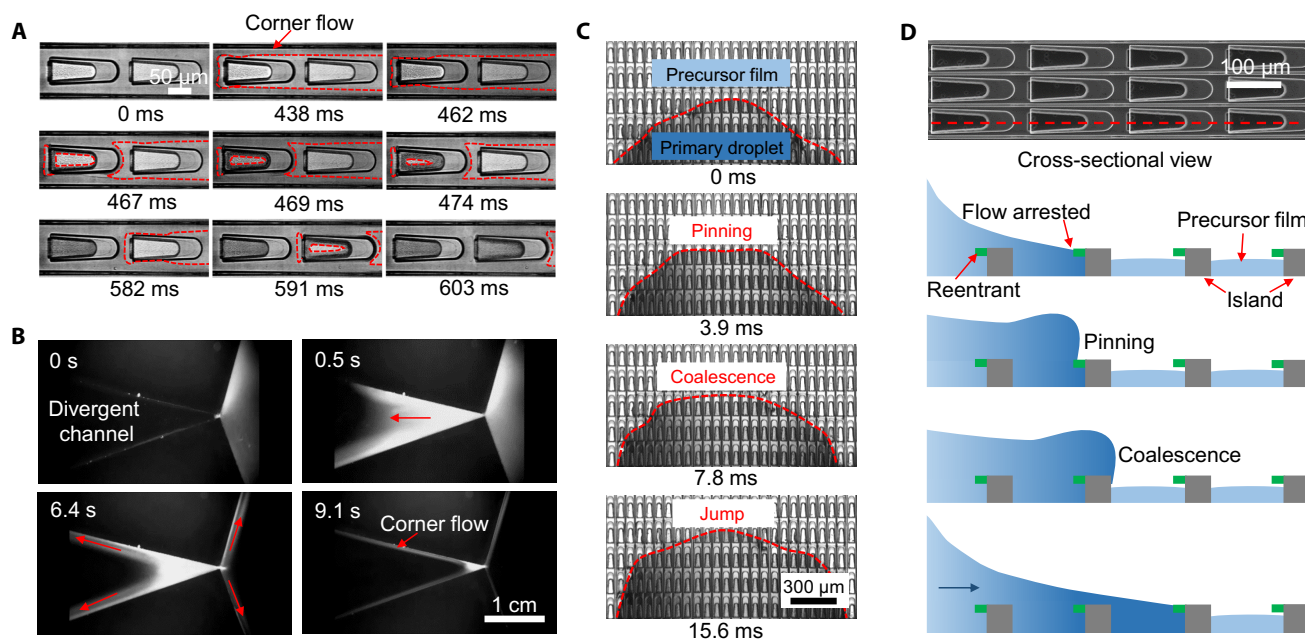 A
Corner flow
50 µm
0 ms
438 ms
462 ms
467 ms
469 ms
474 ms
582 ms
591 ms
603 ms
B
0 s
Divergent
channel
0.5 s
6.4 s
9.1 s
Corner flow
1 cm
C
Precursor film
Primary droplet
0 ms
Pinning
3.9 ms
Coalescence
7.8 ms
Jump
300 µm
15.6 ms
D
100 µm
Cross-sectional view
Flow arrested
Precursor film
Reentrant
Island
Pinning
Coalescence